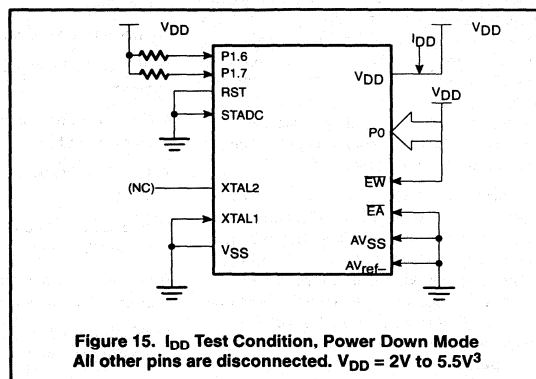 VDD
P1.6
P1.7
RST
STADC
(NC)
XTAL2
XTAL1
VSS
IDD
VDD
VDD
VDD
P0
EW
EA
AVSS
AVref–
Figure 15. IDD Test Condition, Power Down Mode
All other pins are disconnected. VDD = 2V to 5.5V3